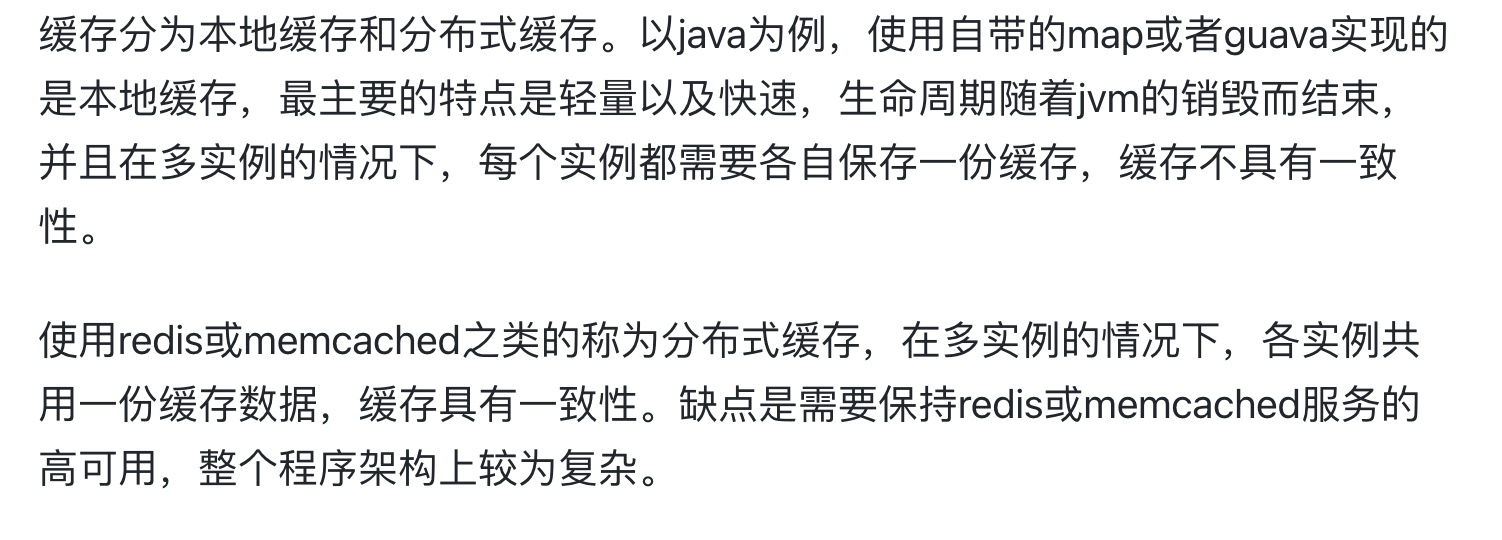 缓存分为本地缓存和分布式缓存。以java为例，使用自带的map或者guava实现的
是本地缓存，最主要的特点是轻量以及快速，生命周期随着jvm的销毁而结束，
并且在多实例的情况下，每个实例都需要各自保存一份缓存，缓存不具有一致
性。
使用redis或memcached之类的称为分布式缓存，在多实例的情况下，各实例共
用一份缓存数据，缓存具有一致性。缺点是需要保持redis或memcached服务的
高可用，整个程序架构上较为复杂。